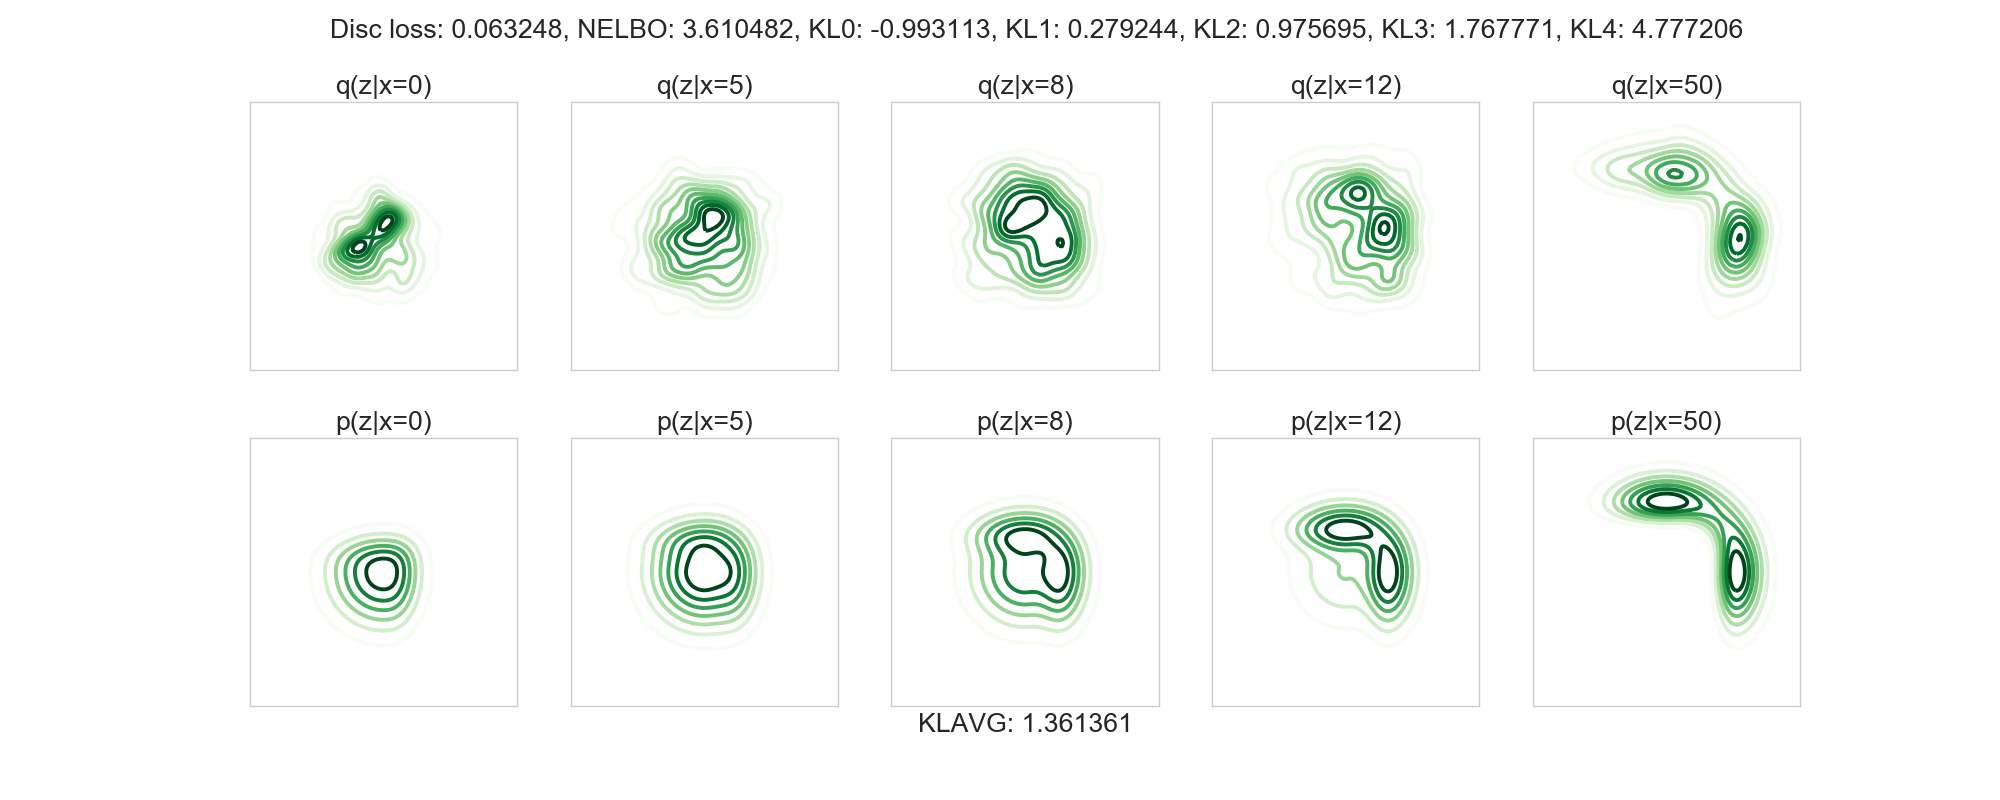 Disc loss: 0.063248, NELBO: 3.610482, KL0: -0.993113, KL1: 0.279244, KL2: 0.975695, KL3: 1.767771, KL4: 4.777206
q(z|x=0)
q(z|x=5)
q(z|x=8)
q(z|x=12)
q(z|x=50)
p(z|x=0)
p(z|x=5)
p(z|x=8)
p(z|x=12)
p(z|x=50)
KLAVG: 1.361361